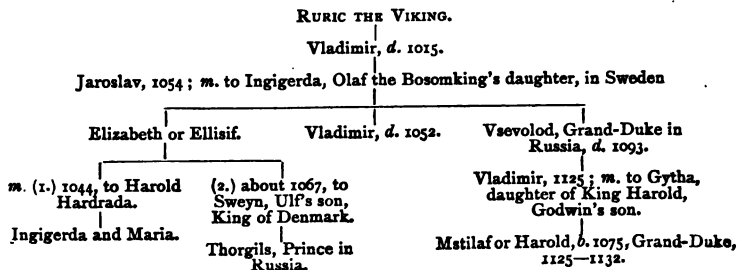 RURIC THE VIKING.
Vladimir, d. 1015.
Jaroslav, 1054 ; m. to Ingigerda, Olaf the Bosomking's daughter, in Sweden
Elizabeth or Ellisif.
Vladimir, d. 1052.
Vsevolod, Grand-Duke in
Russia, d. 1093.
m. (1.) 1044, to Harold
Hardrada.
Ingigerda and Maria.
(2.) about 1067, to
Sweyn, Ulf's son,
King of Denmark.
Thorgils, Prince in
Russia.
Vladimir, 1125 ; m. to Gytha,
daughter of King Harold,
Godwin's son.
Mstilaf or Harold, b. 1075, Grand-Duke,
1125—1132.